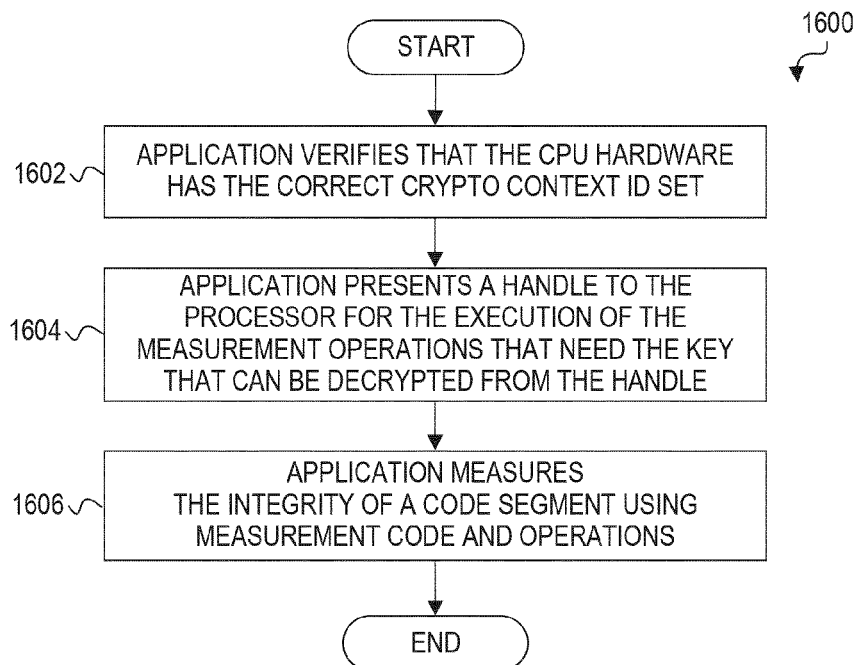 1600
START
1602
APPLICATION VERIFIES THAT THE CPU HARDWARE
HAS THE CORRECT CRYPTO CONTEXT ID SET
1604
APPLICATION PRESENTS A HANDLE TO THE
PROCESSOR FOR THE EXECUTION OF THE
MEASUREMENT OPERATIONS THAT NEED THE KEY
THAT CAN BE DECRYPTED FROM THE HANDLE
1606
APPLICATION MEASURES
THE INTEGRITY OF A CODE SEGMENT USING
MEASUREMENT CODE AND OPERATIONS
END